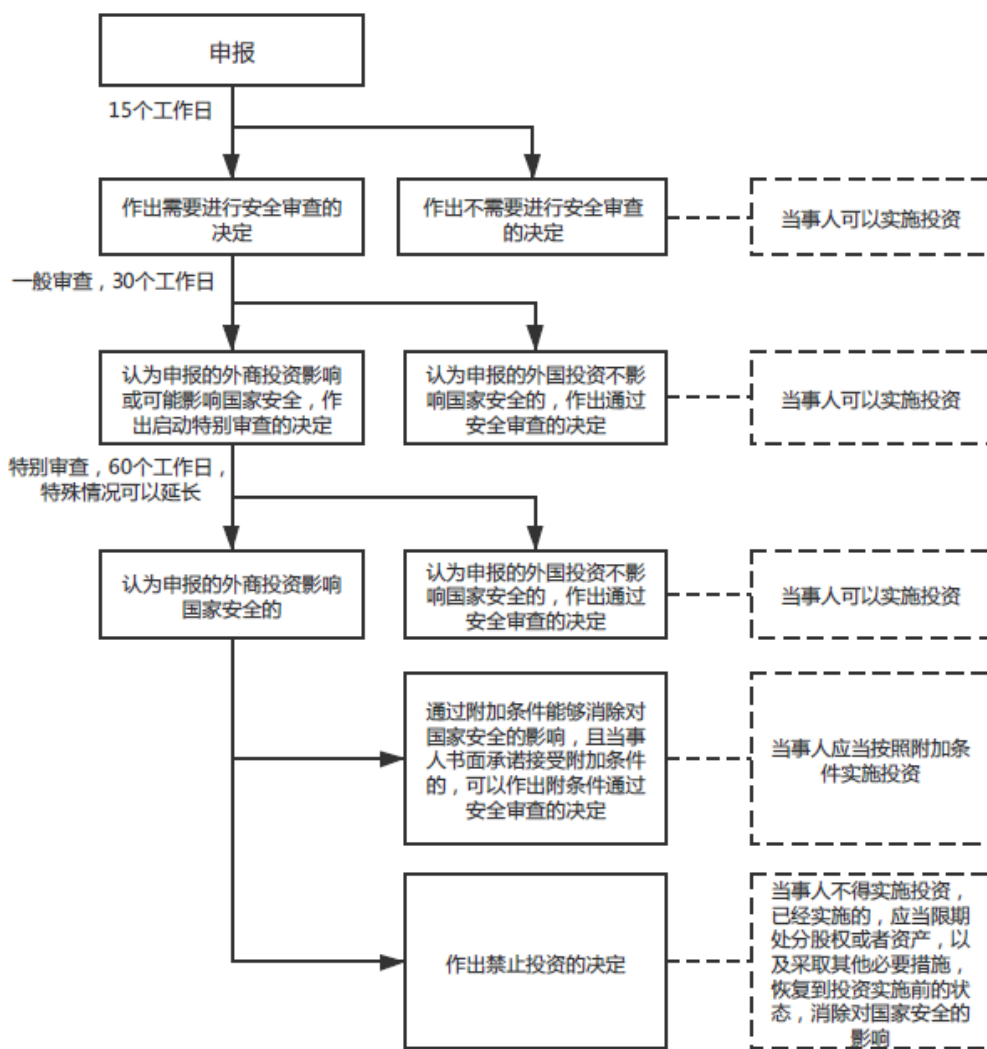 申报
15个工作日
作出需要进行安全审查的
决定
作出不需要进行安全审查
的决定
当事人可以实施投资
一般审查，30个工作日
认为申报的外商投资影响
或可能影响国家安全，作
出启动特别审查的决定
认为申报的外国投资不影
响国家安全的，作出通过
安全审查的决定
当事人可以实施投资
特别审查，60个工作日，
特殊情况可以延长
认为申报的外商投资影响
国家安全的
认为申报的外国投资不影
响国家安全的，作出通过
安全审查的决定
当事人可以实施投资
通过附加条件能够消除对
国家安全的影响，且当事
人书面承诺接受附加条件
的，可以作出附条件通过
安全审查的决定
当事人应当按照附加条
件实施投资
作出禁止投资的决定
当事人不得实施投资，
已经实施的，应当限期
处分股权或者资产，以
及采取其他必要措施，
恢复到投资实施前的状
态，消除对国家安全的
影响